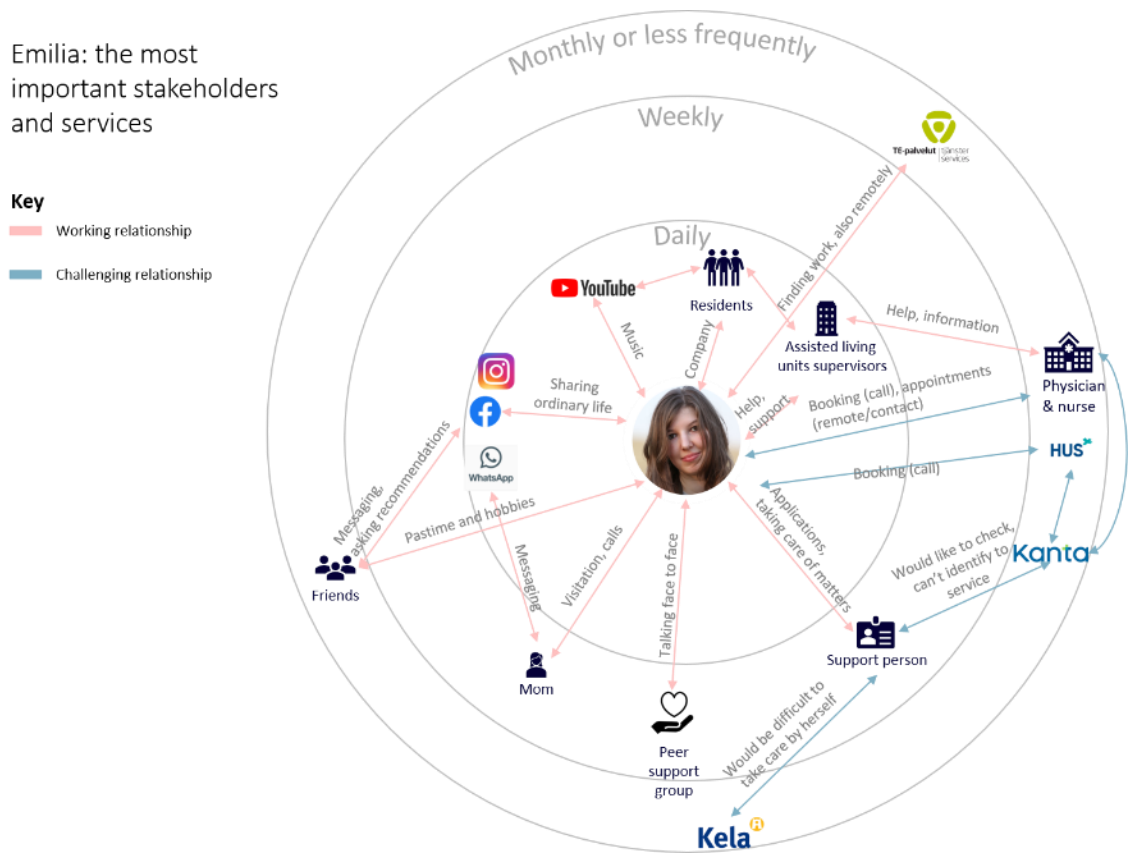 Emilia: the most
important stakeholders
and services
Key
Working relationship
Challenging relationship
Monthly or less frequently
Weekly
Daily
TE-palvelut | tjänster
services
Finding work, also remotely
YouTube
Residents
Music
Company
Assisted living
units supervisors
Help, information
Physician
& nurse
Sharing
ordinary life
Help,
support
Booking (call), appointments
(remote/contact)
HUS
Booking (call)
WhatsApp
Messaging,
asking recommendations
Pastime and hobbies
Friends
Messaging
Visitation, calls
Mom
Talking face to face
Peer
support
group
Applications,
taking care of matters
Would like to check,
can't identify to
service
Kanta
Support person
Would be difficult to
take care by herself
Kela